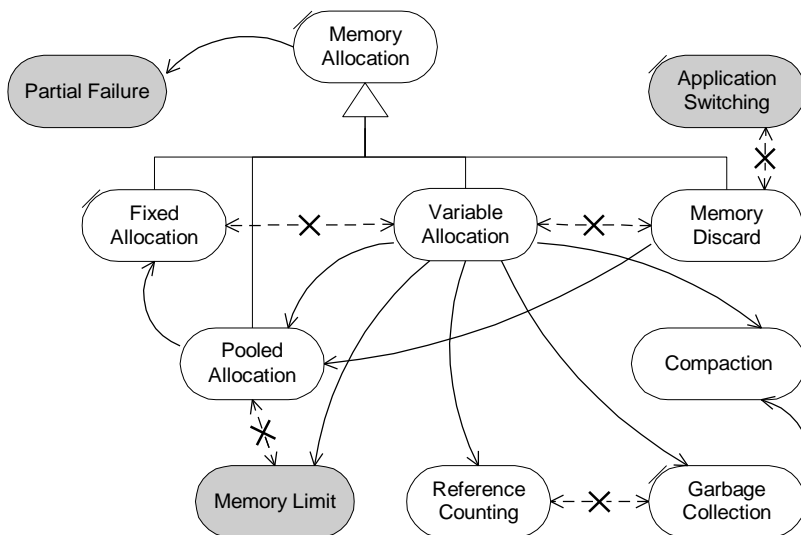 Memory
Allocation
Partial Failure
Application
Switching
Fixed
Allocation
Variable
Allocation
Memory
Discard
Pooled
Allocation
Compaction
Memory Limit
Reference
Counting
Garbage
Collection